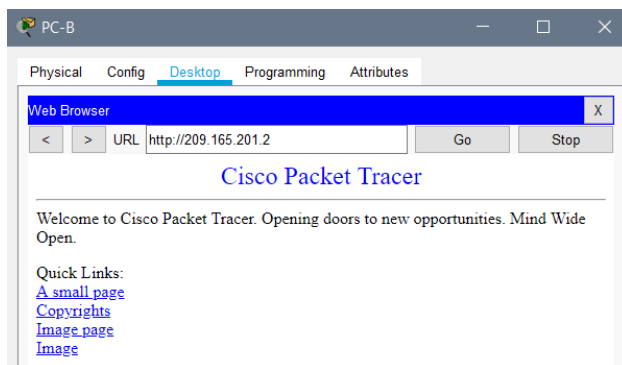 PC-B
Physical Config Desktop Programming Attributes
Web Browser X
< > URL http://209.165.201.2 Go Stop
Cisco Packet Tracer
Welcome to Cisco Packet Tracer. Opening doors to new opportunities. Mind Wide
Open.
Quick Links:
A small page
Copyrights
Image page
Image